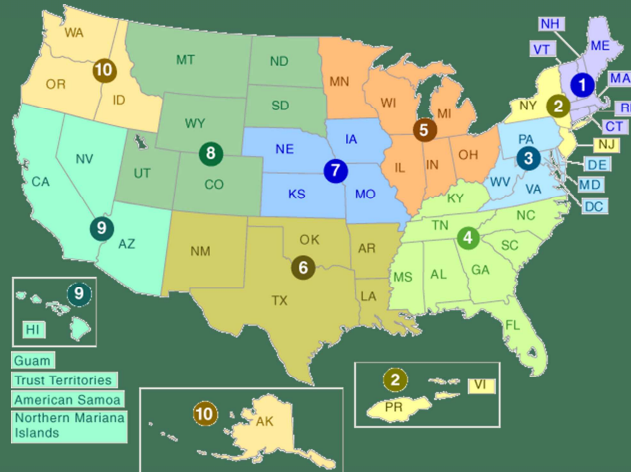 NH
WA
ME
VT
MT
ND
10
MN
1
MA
OR
ID
SD
WI
MI
NY
2
RI
WY
5
CT
IA
PA
NJ
NV
8
NE
3
DE
UT
7
IL
IN
OH
WV
MD
CA
CO
KS
MO
VA
DC
KY
9
TN
4
NC
AZ
NM
OK
AR
SC
6
MS
AL
GA
TX
LA
9
FL
HI
Guam
Trust Territories
American Samoa
Northern Mariana
Islands
10
AK
2
VI
PR